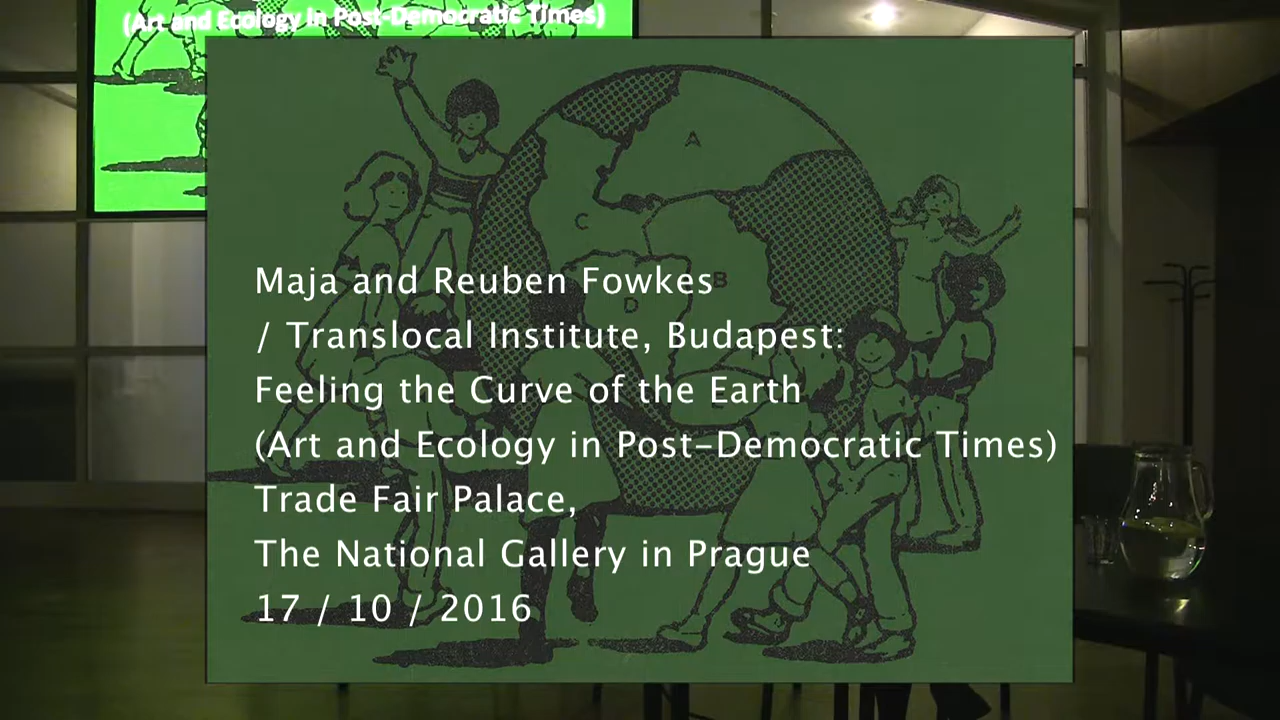 (Art and Ecology in Post-Democratic Times)
A
C
B
D
Maja and Reuben Fowkes
/ Translocal Institute, Budapest:
Feeling the Curve of the Earth
(Art and Ecology in Post-Democratic Times)
Trade Fair Palace,
The National Gallery in Prague
17 / 10 / 2016